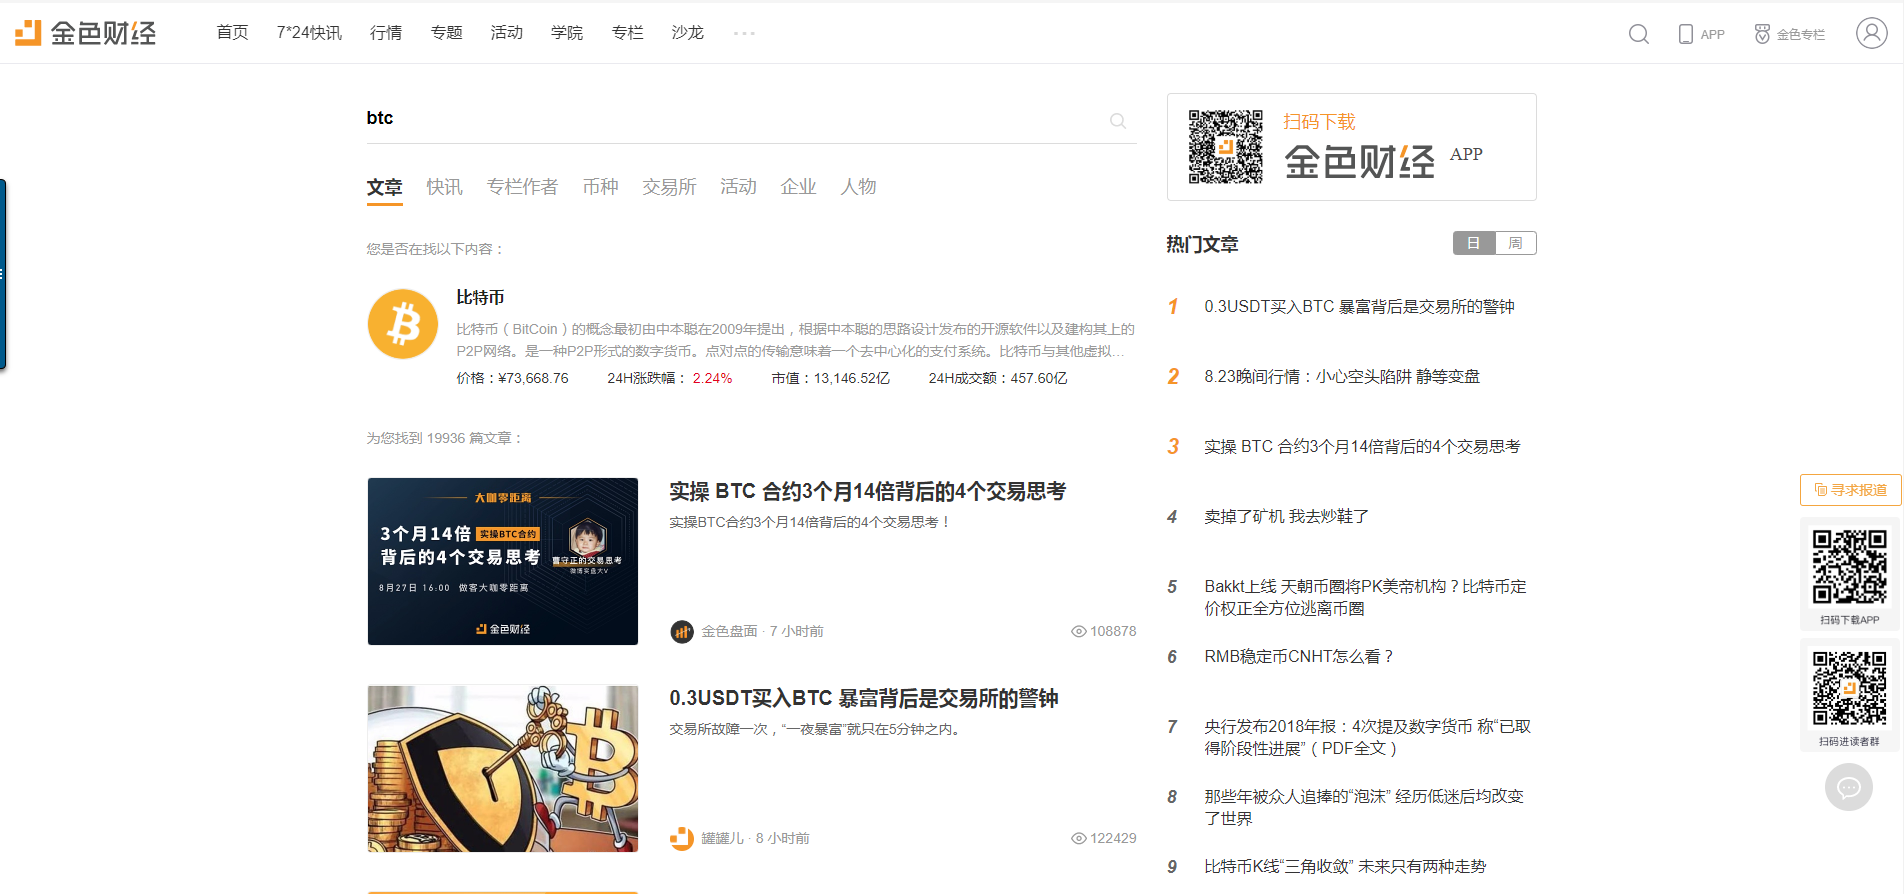 金色财经
首页 7*24快讯 行情 专题 活动 学院 专栏 沙龙 ···
APP 金色专栏
btc
文章 快讯 专栏作者 币种 交易所 活动 企业 人物
您是否在找以下内容：
比特币
比特币（BitCoin）的概念最初由中本聪在2009年提出，根据中本聪的思路设计发布的开源软件以及建构其上的
P2P网络。是一种P2P形式的数字货币。点对点的传输意味着一个去中心化的支付系统。比特币与其他虚拟...
价格：¥73,668.76 24H涨跌幅： 2.24% 市值：13,146.52亿 24H成交额：457.60亿
为您找到 19936 篇文章：
大咖零距离
3个月14倍 实操BTC合约
背后的4个交易思考
曹守正的交易思考
微博实盘大V
8月27日 16:00 做客大咖零距离
金色财经
实操 BTC 合约3个月14倍背后的4个交易思考
实操BTC合约3个月14倍背后的4个交易思考！
金色盘面 · 7 小时前 108878
0.3USDT买入BTC 暴富背后是交易所的警钟
交易所故障一次，“一夜暴富”就只在5分钟之内。
罐罐儿 · 8 小时前 122429
扫码下载
金色财经 APP
热门文章 日 周
1 0.3USDT买入BTC 暴富背后是交易所的警钟
2 8.23晚间行情：小心空头陷阱 静等变盘
3 实操 BTC 合约3个月14倍背后的4个交易思考
4 卖掉了矿机 我去炒鞋了
5 Bakkt上线 天朝币圈将PK美帝机构？比特币定
价权正全方位逃离币圈
6 RMB稳定币CNHT怎么看？
7 央行发布2018年报：4次提及数字货币 称“已取
得阶段性进展”（PDF全文）
8 那些年被众人追捧的“泡沫” 经历低迷后均改变
了世界
9 比特币K线“三角收敛” 未来只有两种走势
寻求报道
扫码下载APP
扫码进读者群